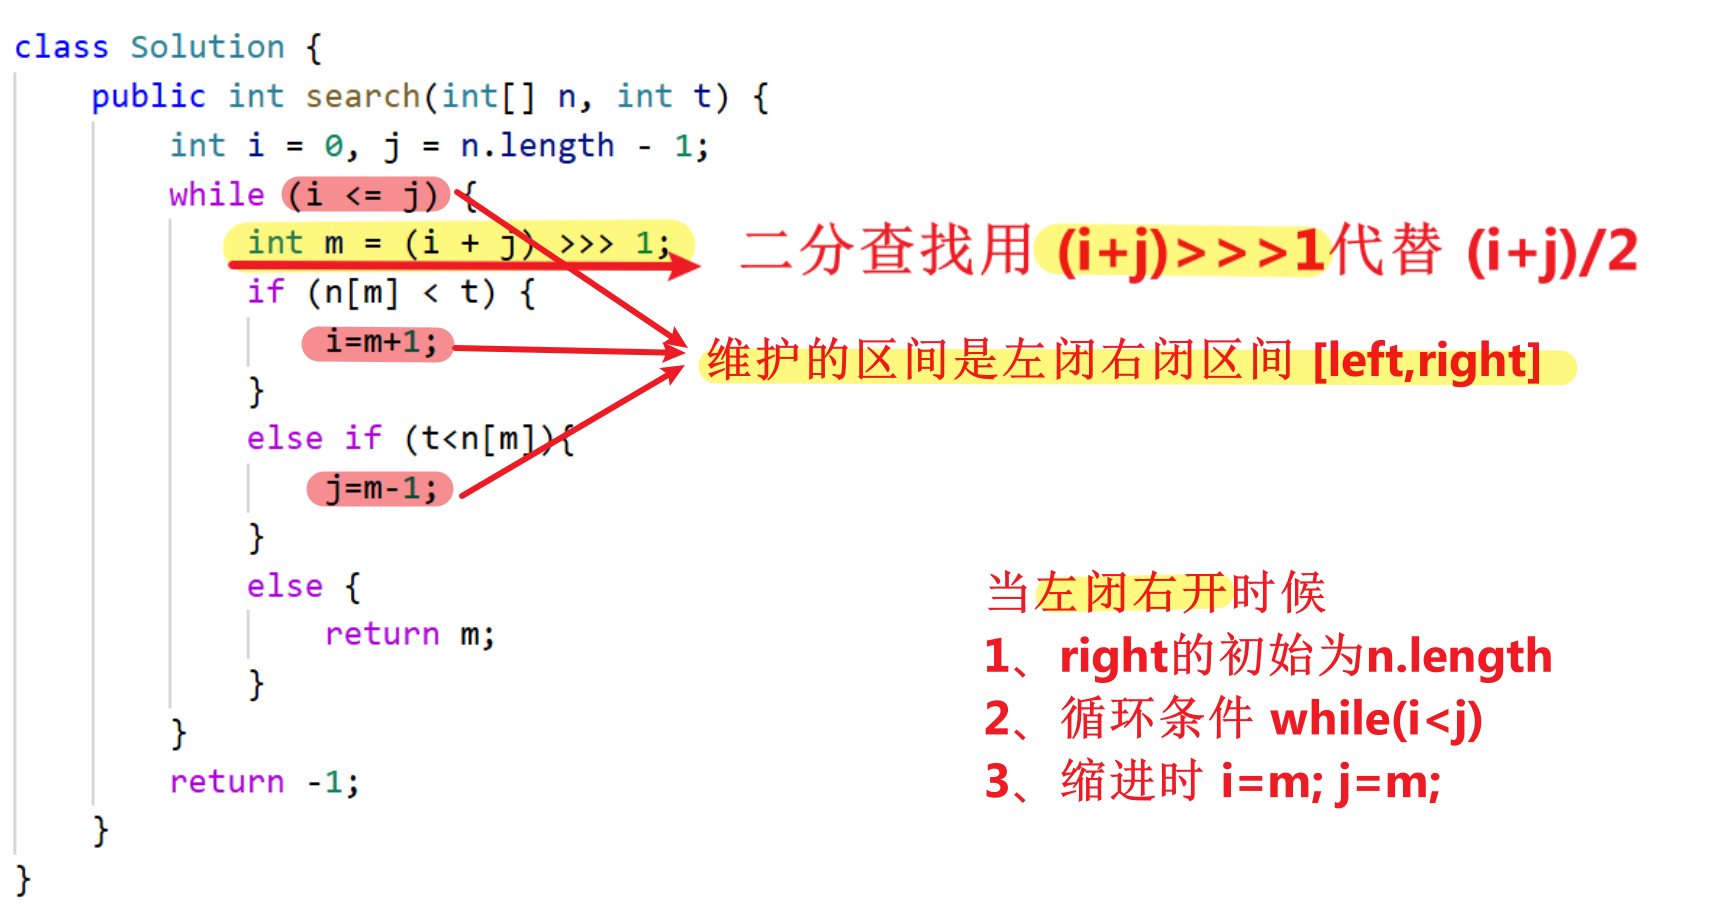 class Solution {
public int search(int[] n, int t) {
int i = 0, j = n.length - 1;
while (i <= j) {
int m = (i + j) >>> 1;
二分查找用 (i+j)>>>1代替 (i+j)/2
if (n[m] < t) {
i=m+1;
维护的区间是左闭右闭区间 [left,right]
}
else if (t<n[m]){
j=m-1;
}
else {
return m;
}
}
return -1;
}
}
当左闭右开时候
1、right的初始为n.length
2、循环条件 while(i<j)
3、缩进时 i=m; j=m;